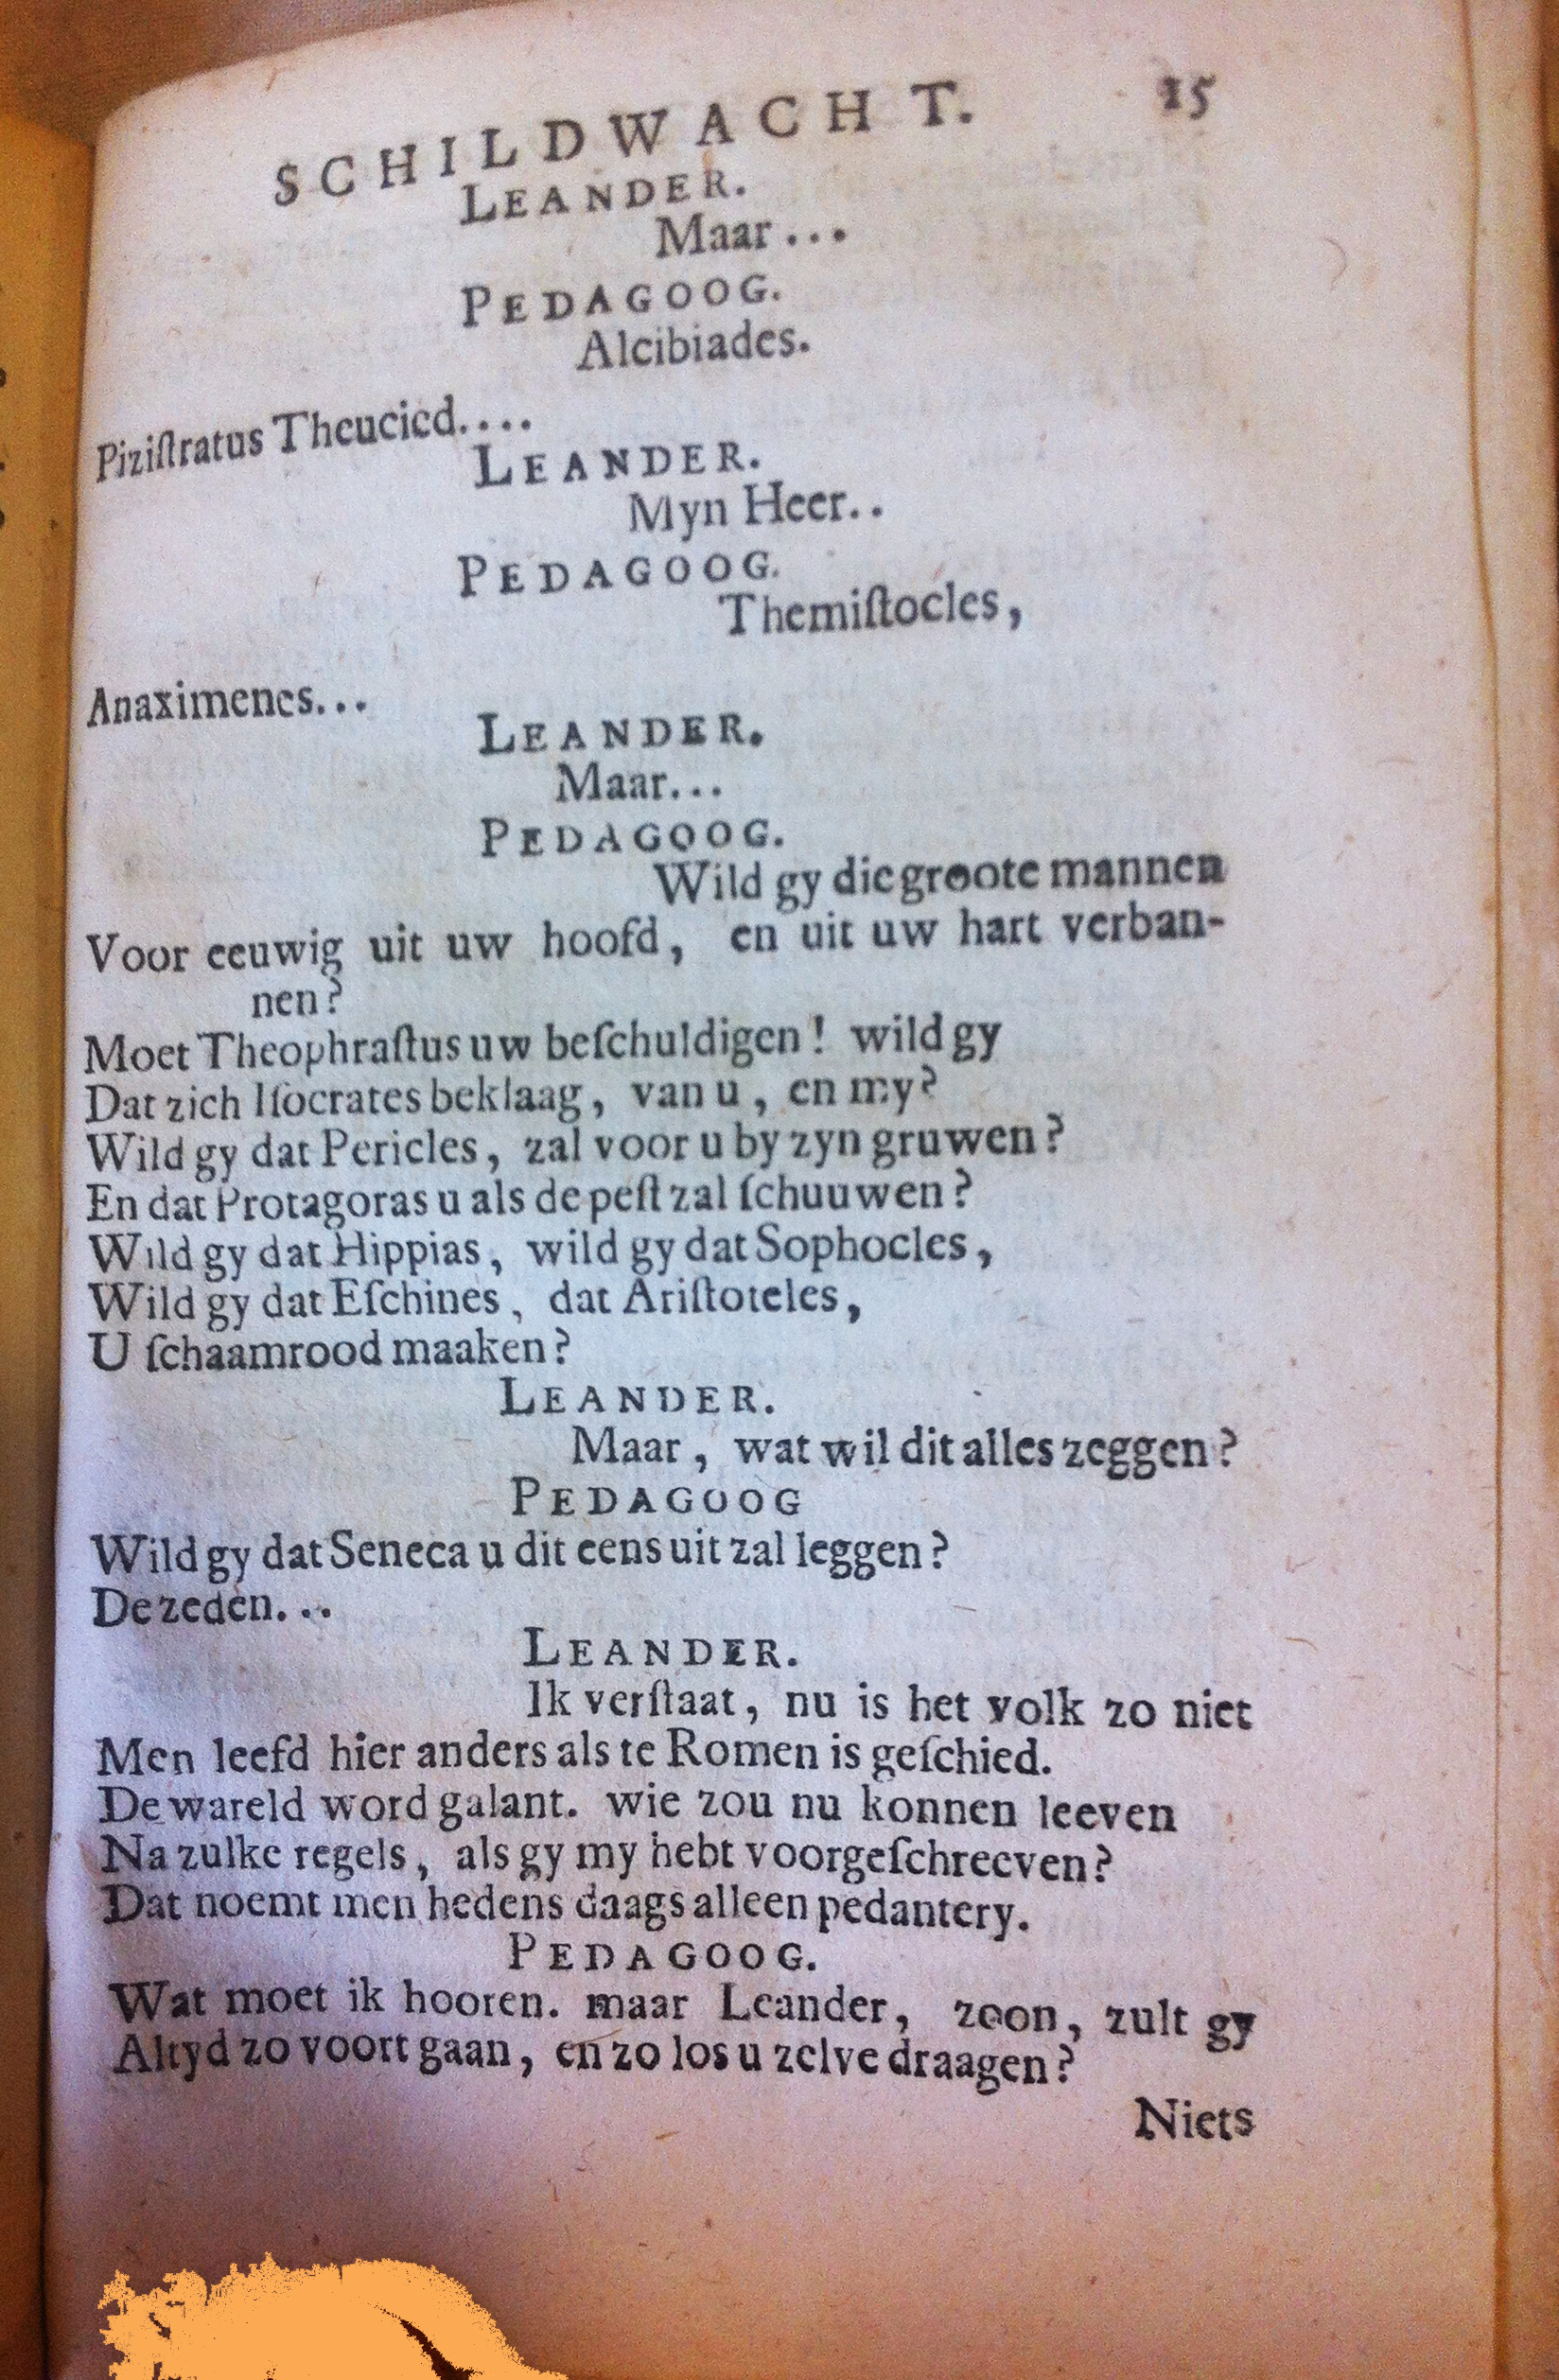 SCHILDWACHT. 15
LEANDER.
Maar...
PEDAGOOG.
Alcibiades.
Piziſtratus Theucied....
LEANDER.
Myn Heer..
PEDAGOOG.
Themiſtocles,
Anaximenes...
LEANDER.
Maar...
PEDAGOOG.
Wild gy die groote mannen
Voor eeuwig uit uw hoofd, en uit uw hart verban-
nen?
Moet Theophraſtus uw beſchuldigen! wild gy
Dat zich Iſocrates beklaag, van u, en my?
Wild gy dat Pericles, zal voor u by zyn gruwen?
En dat Protagoras u als de peſt zal ſchuuwen?
Wild gy dat Hippias, wild gy dat Sophocles,
Wild gy dat Eſchines, dat Ariſtoteles,
U ſchaamrood maaken?
LEANDER.
Maar, wat wil dit alles zeggen?
PEDAGOOG
Wild gy dat Seneca u dit eens uit zal leggen?
De zeden...
LEANDER.
Ik verſtaat, nu is het volk zo niet
Men leefd hier anders als te Romen is geſchied.
De wareld word galant. wie zou nu konnen leeven
Na zulke regels, als gy my hebt voorgeſchreeven?
Dat noemt men hedens daags alleen pedantery.
PEDAGOOG.
Wat moet ik hooren. maar Leander, zoon, zult gy
Altyd zo voort gaan, en zo los u zelve draagen?
Niets